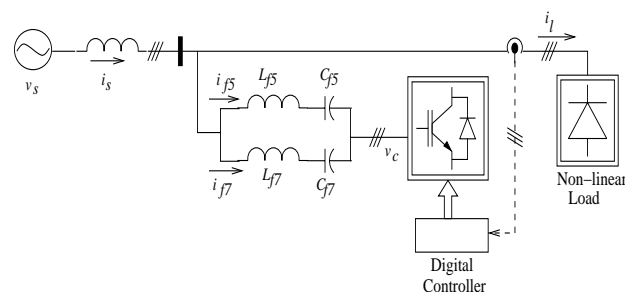 i_l
v_s
i_s
i_f5
L_f5
C_f5
i_f7
L_f7
C_f7
v_c
Non–linear
Load
Digital
Controller